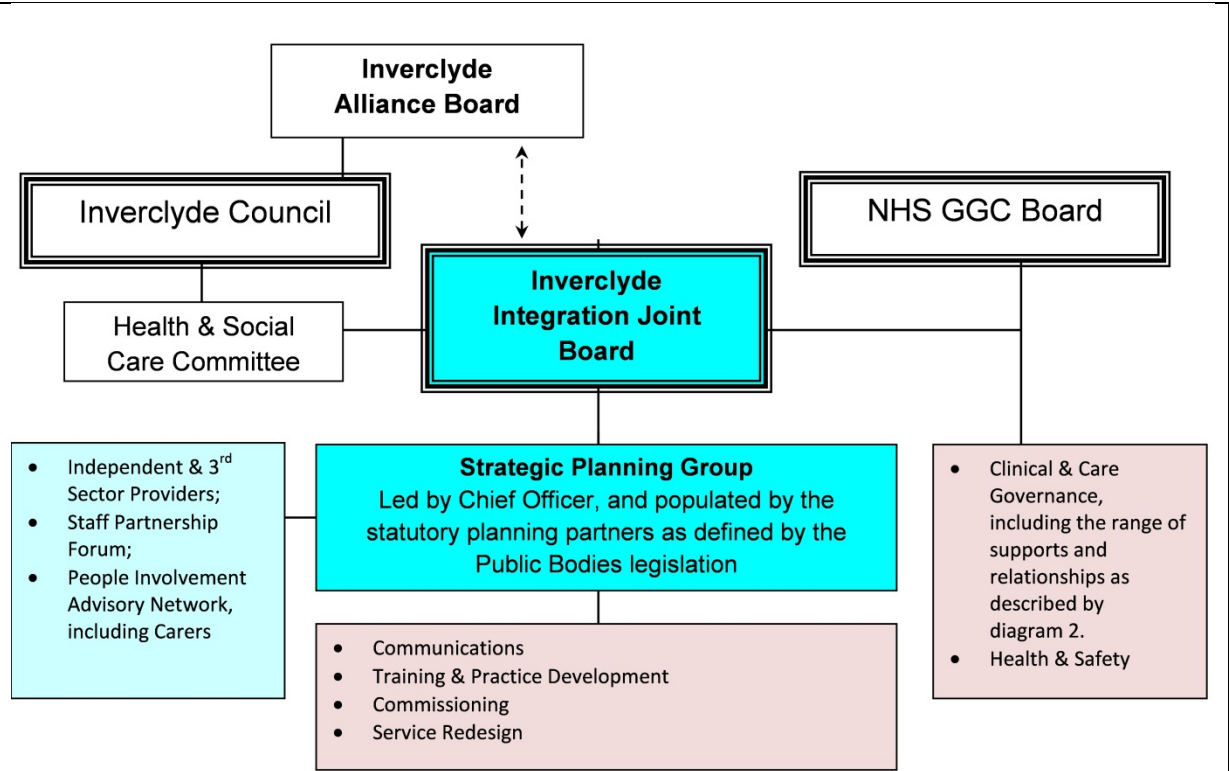 Inverclyde
Alliance Board
Inverclyde Council
NHS GGC Board
Inverclyde
Integration Joint
Board
Health & Social
Care Committee
• Independent & 3rd
Sector Providers;
• Staff Partnership
Forum;
• People Involvement
Advisory Network,
including Carers
Strategic Planning Group
Led by Chief Officer, and populated by the
statutory planning partners as defined by the
Public Bodies legislation
• Clinical & Care
Governance,
including the range of
supports and
relationships as
described by
diagram 2.
• Health & Safety
• Communications
• Training & Practice Development
• Commissioning
• Service Redesign